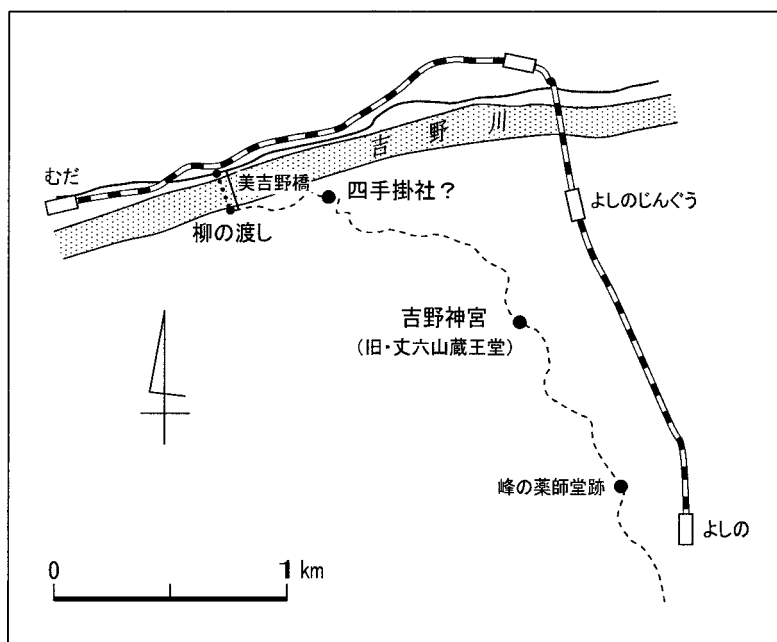 吉野川
むだ
美吉野橋
四手掛社？
よしのじんぐう
柳の渡し
吉野神宮
(旧・丈六山蔵王堂)
峰の薬師堂跡
よしの
0 1 km